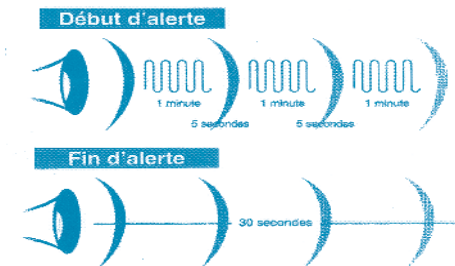 Début d'alerte
1 minute 1 minute 1 minute
5 secondes 5 secondes
Fin d'alerte
30 secondes